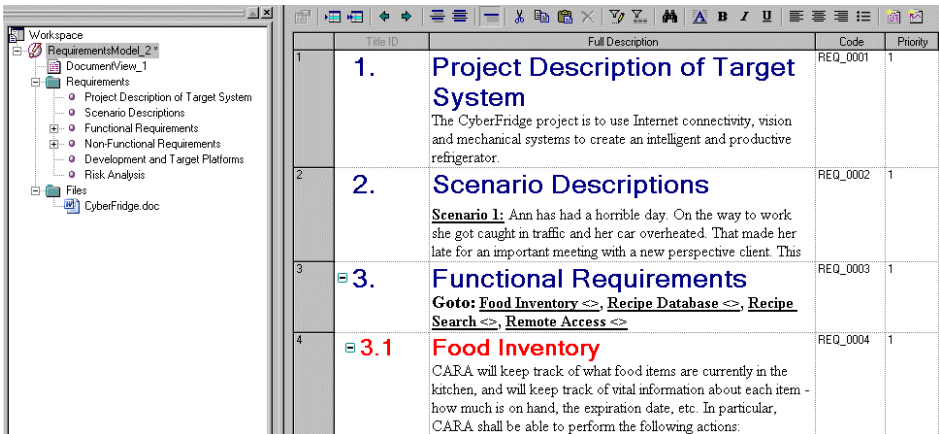 Workspace
RequirementsModel_2 *
DocumentView_1
Requirements
Project Description of Target System
Scenario Descriptions
Functional Requirements
Non-Functional Requirements
Development and Target Platforms
Risk Analysis
Files
CyberFridge.doc
A B I U
Title ID Full Description Code Priority
1 1. Project Description of Target REQ_0001 1
System
The CyberFridge project is to use Internet connectivity, vision
and mechanical systems to create an intelligent and productive
refrigerator.
2 2. Scenario Descriptions REQ_0002 1
Scenario 1: Ann has had a horrible day. On the way to work
she got caught in traffic and her car overheated. That made her
late for an important meeting with a new perspective client. This
3 3. Functional Requirements REQ_0003 1
Goto: Food Inventory <>, Recipe Database <>, Recipe
Search <>, Remote Access <>
4 3.1 Food Inventory REQ_0004 1
CARA will keep track of what food items are currently in the
kitchen, and will keep track of vital information about each item -
how much is on hand, the expiration date, etc. In particular,
CARA shall be able to perform the following actions: